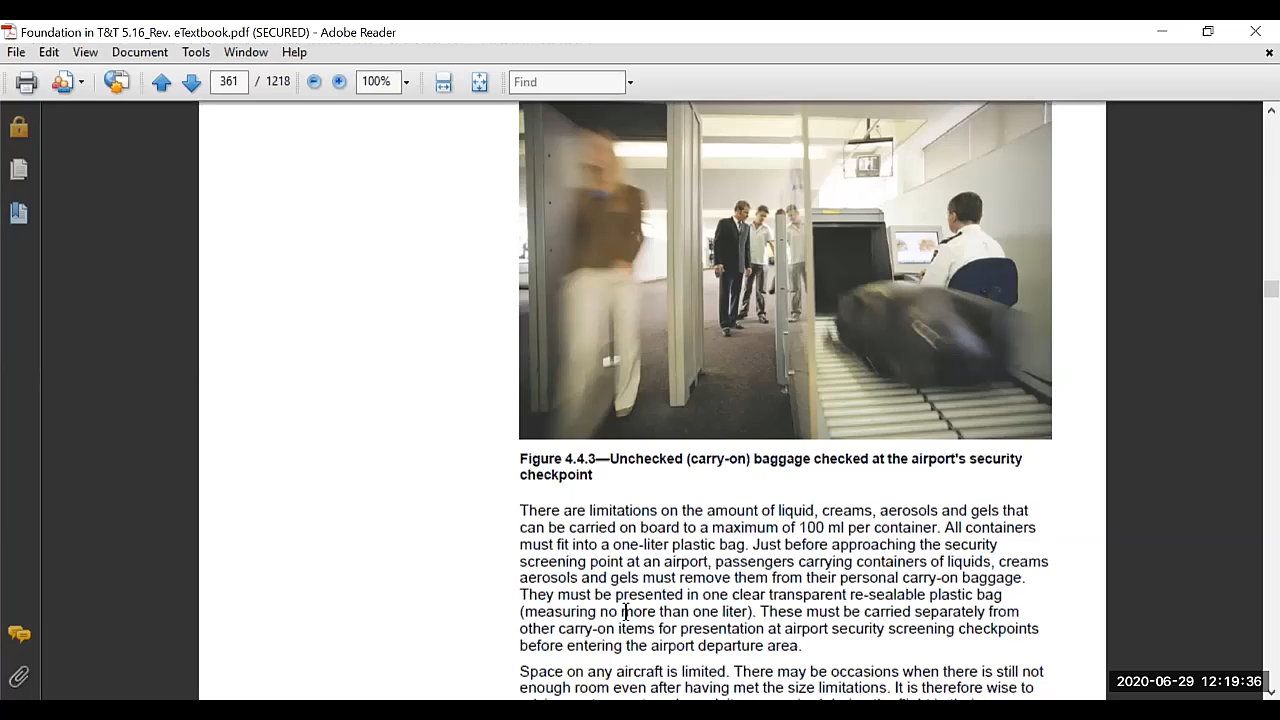 Foundation in T&T 5.16_Rev. eTextbook.pdf (SECURED) - Adobe Reader
File Edit View Document Tools Window Help
361 / 1218 100% Find
Figure 4.4.3—Unchecked (carry-on) baggage checked at the airport's security
checkpoint
There are limitations on the amount of liquid, creams, aerosols and gels that
can be carried on board to a maximum of 100 ml per container. All containers
must fit into a one-liter plastic bag. Just before approaching the security
screening point at an airport, passengers carrying containers of liquids, creams
aerosols and gels must remove them from their personal carry-on baggage.
They must be presented in one clear transparent re-sealable plastic bag
(measuring no more than one liter). These must be carried separately from
other carry-on items for presentation at airport security screening checkpoints
before entering the airport departure area.
Space on any aircraft is limited. There may be occasions when there is still not
enough room even after having met the size limitations. It is therefore wise to
2020-06-29 12:19:36